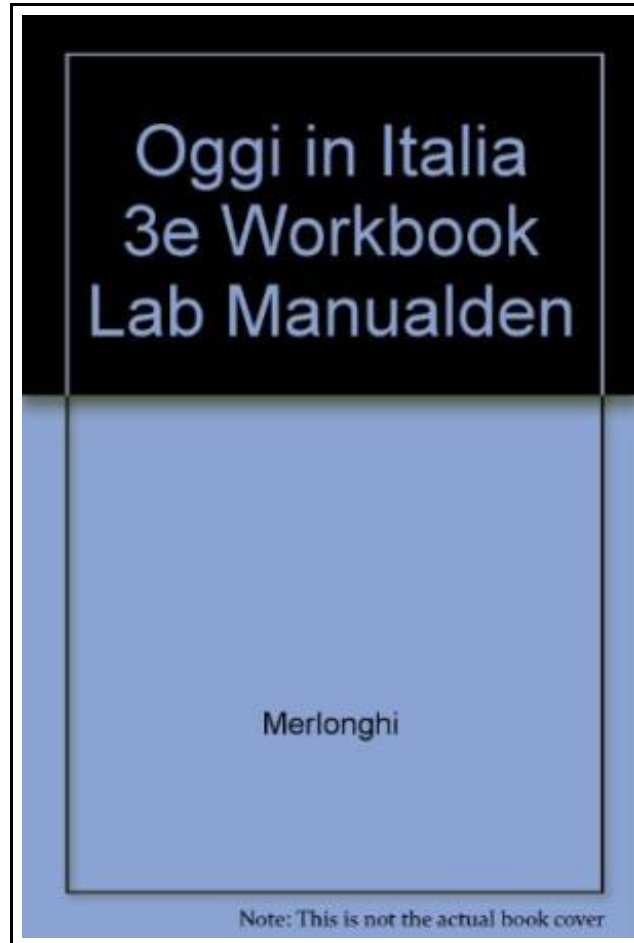 Oggi in Italia
3e Workbook
Lab Manualden
Merlonghi
Note: This is not the actual book cover